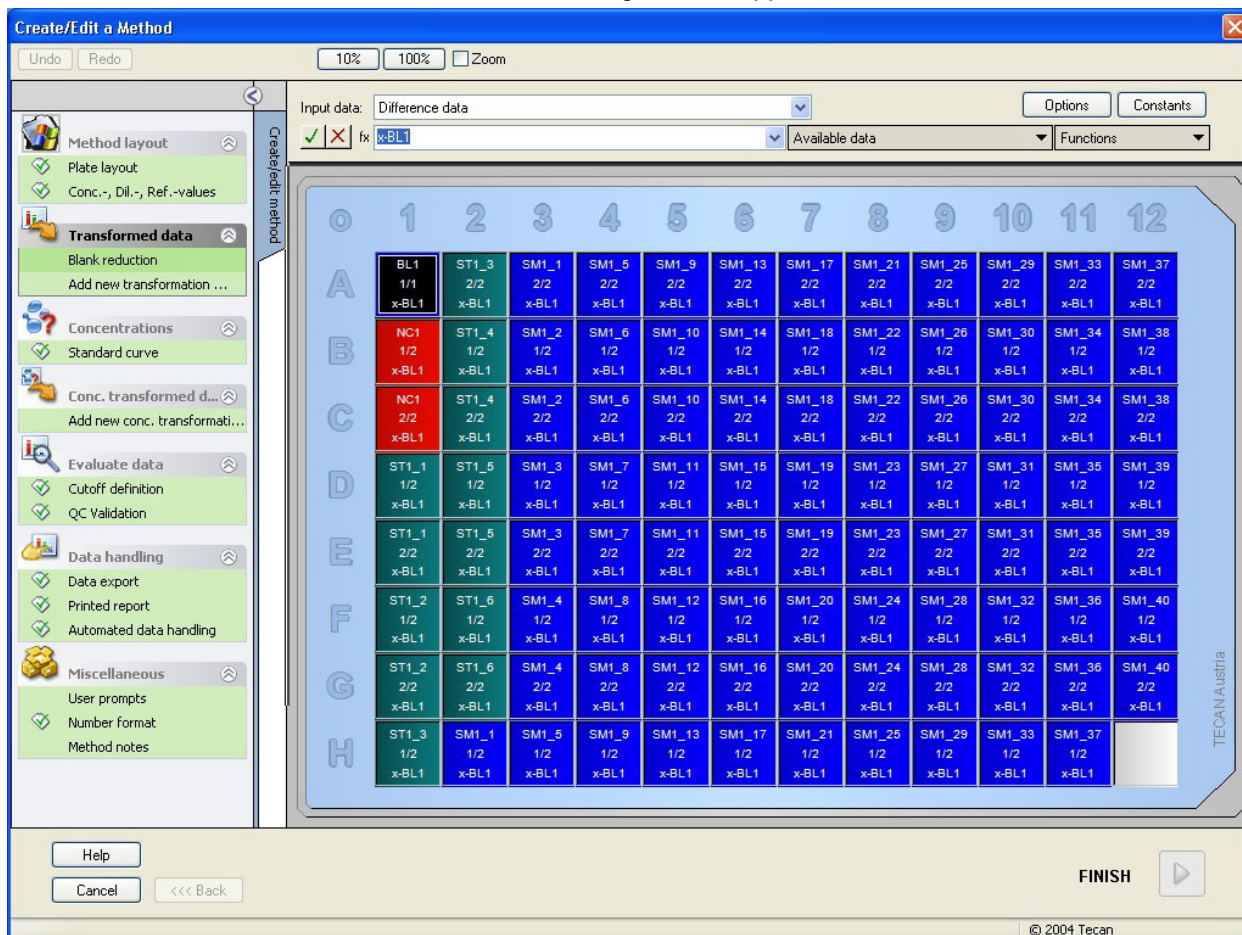 Create/Edit a Method
Undo Redo 10% 100% Zoom
Input data: Difference data Options Constants
fx x-BL1 Available data Functions
Create/edit method
Method layout
Plate layout
Conc.-, Dil.-, Ref.-values
Transformed data
Blank reduction
Add new transformation ...
Concentrations
Standard curve
Conc. transformed d...
Add new conc. transformati...
Evaluate data
Cutoff definition
QC Validation
Data handling
Data export
Printed report
Automated data handling
Miscellaneous
User prompts
Number format
Method notes
1 2 3 4 5 6 7 8 9 10 11 12
A
BL1 ST1_3 SM1_1 SM1_5 SM1_9 SM1_13 SM1_17 SM1_21 SM1_25 SM1_29 SM1_33 SM1_37
1/1 2/2 2/2 2/2 2/2 2/2 2/2 2/2 2/2 2/2 2/2 2/2
x-BL1 x-BL1 x-BL1 x-BL1 x-BL1 x-BL1 x-BL1 x-BL1 x-BL1 x-BL1 x-BL1 x-BL1
B
NC1 ST1_4 SM1_2 SM1_6 SM1_10 SM1_14 SM1_18 SM1_22 SM1_26 SM1_30 SM1_34 SM1_38
1/2 1/2 1/2 1/2 1/2 1/2 1/2 1/2 1/2 1/2 1/2 1/2
x-BL1 x-BL1 x-BL1 x-BL1 x-BL1 x-BL1 x-BL1 x-BL1 x-BL1 x-BL1 x-BL1 x-BL1
C
NC1 ST1_4 SM1_2 SM1_6 SM1_10 SM1_14 SM1_18 SM1_22 SM1_26 SM1_30 SM1_34 SM1_38
2/2 2/2 2/2 2/2 2/2 2/2 2/2 2/2 2/2 2/2 2/2 2/2
x-BL1 x-BL1 x-BL1 x-BL1 x-BL1 x-BL1 x-BL1 x-BL1 x-BL1 x-BL1 x-BL1 x-BL1
D
ST1_1 ST1_5 SM1_3 SM1_7 SM1_11 SM1_15 SM1_19 SM1_23 SM1_27 SM1_31 SM1_35 SM1_39
1/2 1/2 1/2 1/2 1/2 1/2 1/2 1/2 1/2 1/2 1/2 1/2
x-BL1 x-BL1 x-BL1 x-BL1 x-BL1 x-BL1 x-BL1 x-BL1 x-BL1 x-BL1 x-BL1 x-BL1
E
ST1_1 ST1_5 SM1_3 SM1_7 SM1_11 SM1_15 SM1_19 SM1_23 SM1_27 SM1_31 SM1_35 SM1_39
2/2 2/2 2/2 2/2 2/2 2/2 2/2 2/2 2/2 2/2 2/2 2/2
x-BL1 x-BL1 x-BL1 x-BL1 x-BL1 x-BL1 x-BL1 x-BL1 x-BL1 x-BL1 x-BL1 x-BL1
F
ST1_2 ST1_6 SM1_4 SM1_8 SM1_12 SM1_16 SM1_20 SM1_24 SM1_28 SM1_32 SM1_36 SM1_40
1/2 1/2 1/2 1/2 1/2 1/2 1/2 1/2 1/2 1/2 1/2 1/2
x-BL1 x-BL1 x-BL1 x-BL1 x-BL1 x-BL1 x-BL1 x-BL1 x-BL1 x-BL1 x-BL1 x-BL1
G
ST1_2 ST1_6 SM1_4 SM1_8 SM1_12 SM1_16 SM1_20 SM1_24 SM1_28 SM1_32 SM1_36 SM1_40
2/2 2/2 2/2 2/2 2/2 2/2 2/2 2/2 2/2 2/2 2/2 2/2
x-BL1 x-BL1 x-BL1 x-BL1 x-BL1 x-BL1 x-BL1 x-BL1 x-BL1 x-BL1 x-BL1 x-BL1
H
ST1_3 SM1_1 SM1_5 SM1_9 SM1_13 SM1_17 SM1_21 SM1_25 SM1_29 SM1_33 SM1_37
1/2 1/2 1/2 1/2 1/2 1/2 1/2 1/2 1/2 1/2 1/2
x-BL1 x-BL1 x-BL1 x-BL1 x-BL1 x-BL1 x-BL1 x-BL1 x-BL1 x-BL1 x-BL1
TECAN Austria
Help
Cancel <<< Back
FINISH
© 2004 Tecan